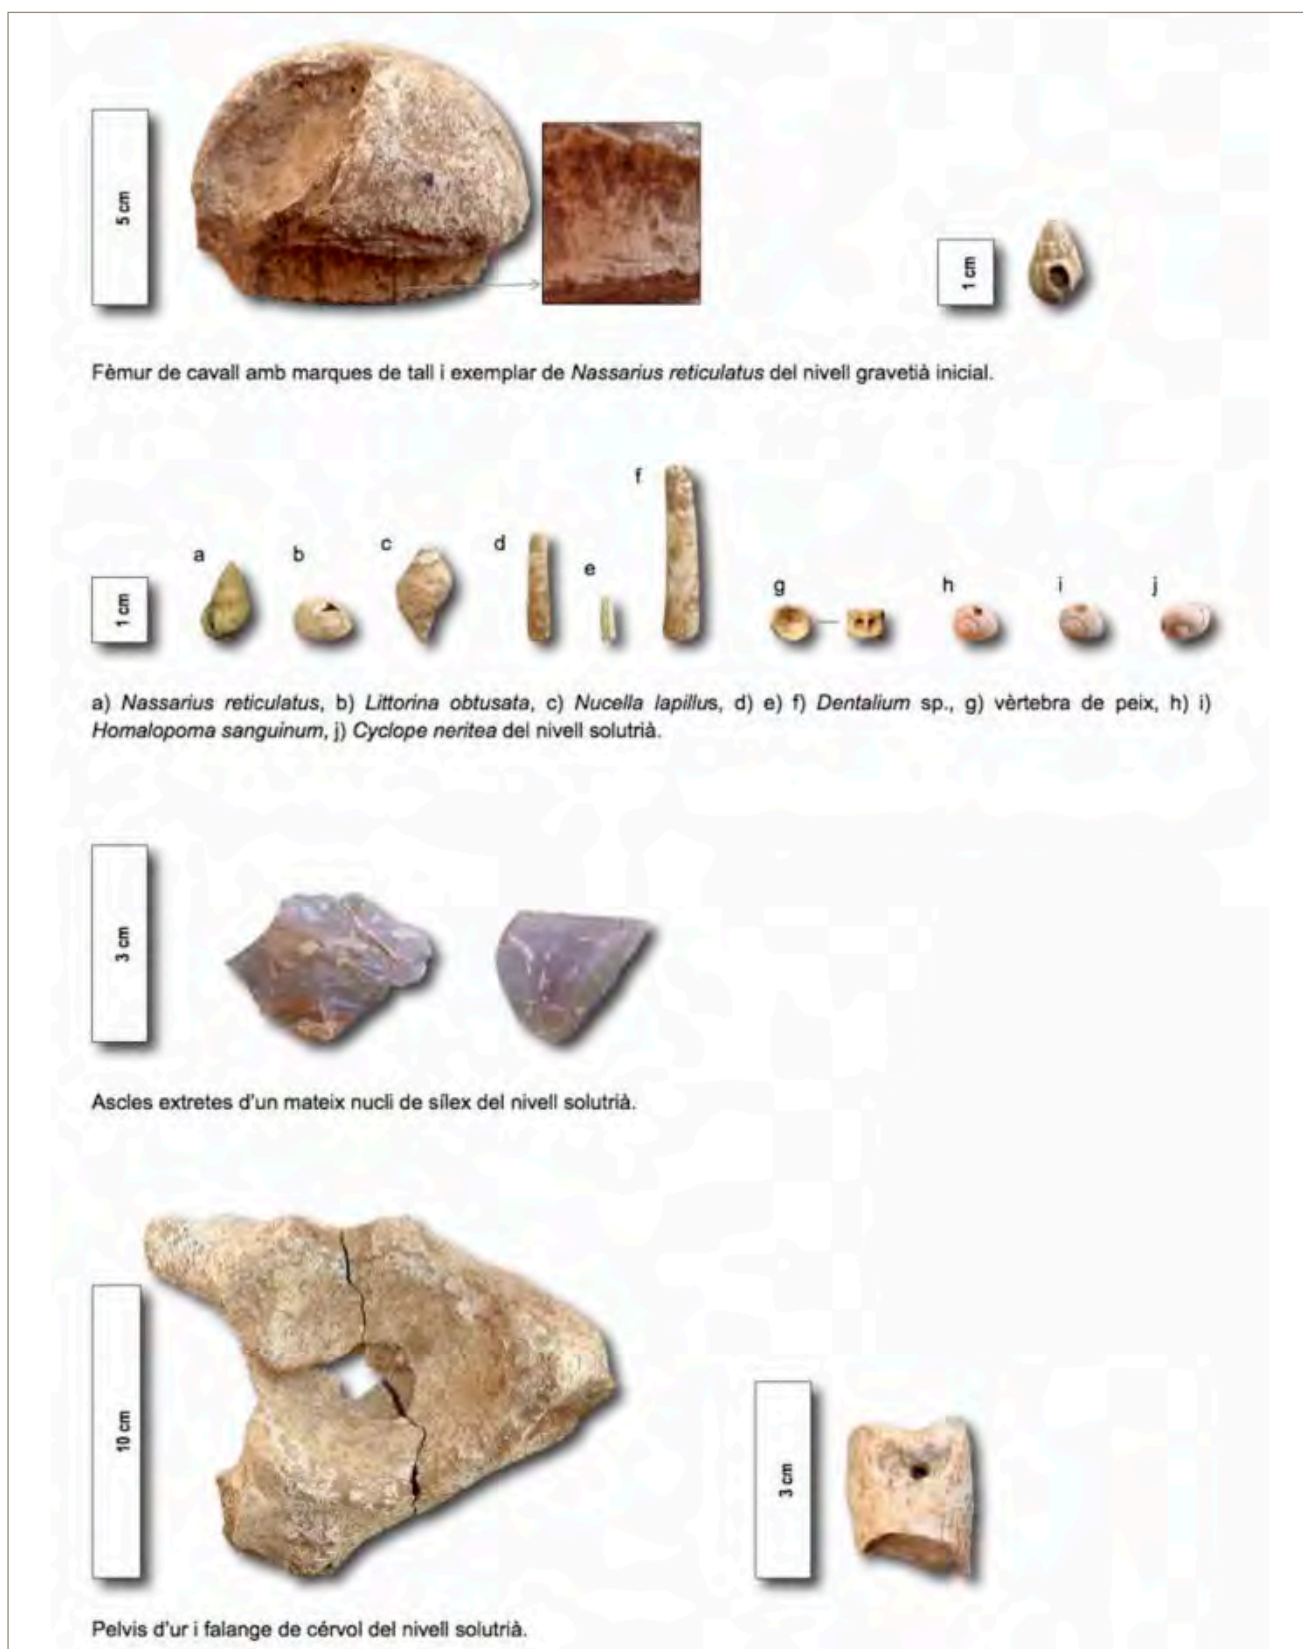 5 cm
1 cm
Fèmur de cavall amb marques de tall i exemplar de Nassarius reticulatus del nivell gravetià inicial.
f
a
b
c
d
e
g
h
i
j
1 cm
a) Nassarius reticulatus, b) Littorina obtusata, c) Nucella lapillus, d) e) f) Dentalium sp., g) vèrtebra de peix, h) i)
Homalopoma sanguinum, j) Cyclope neritea del nivell solutrià.
3 cm
Ascles extretes d'un mateix nucli de sílex del nivell solutrià.
10 cm
3 cm
Pelvis d'ur i falange de cérvol del nivell solutrià.